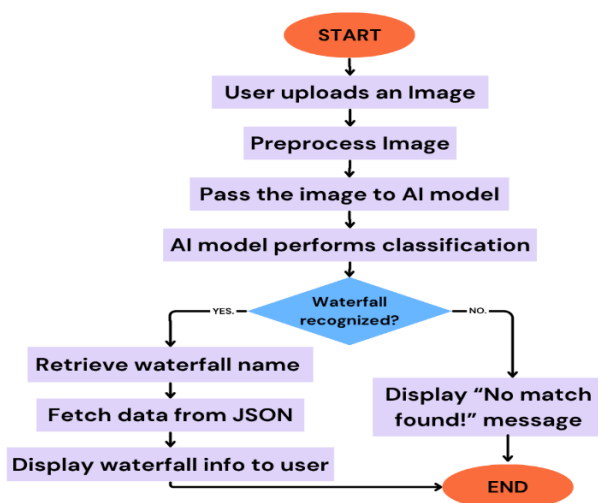 START
User uploads an Image
Preprocess Image
Pass the image to AI model
AI model performs classification
Waterfall
recognized?
YES.
NO.
Retrieve waterfall name
Fetch data from JSON
Display waterfall info to user
Display “No match
found!” message
END